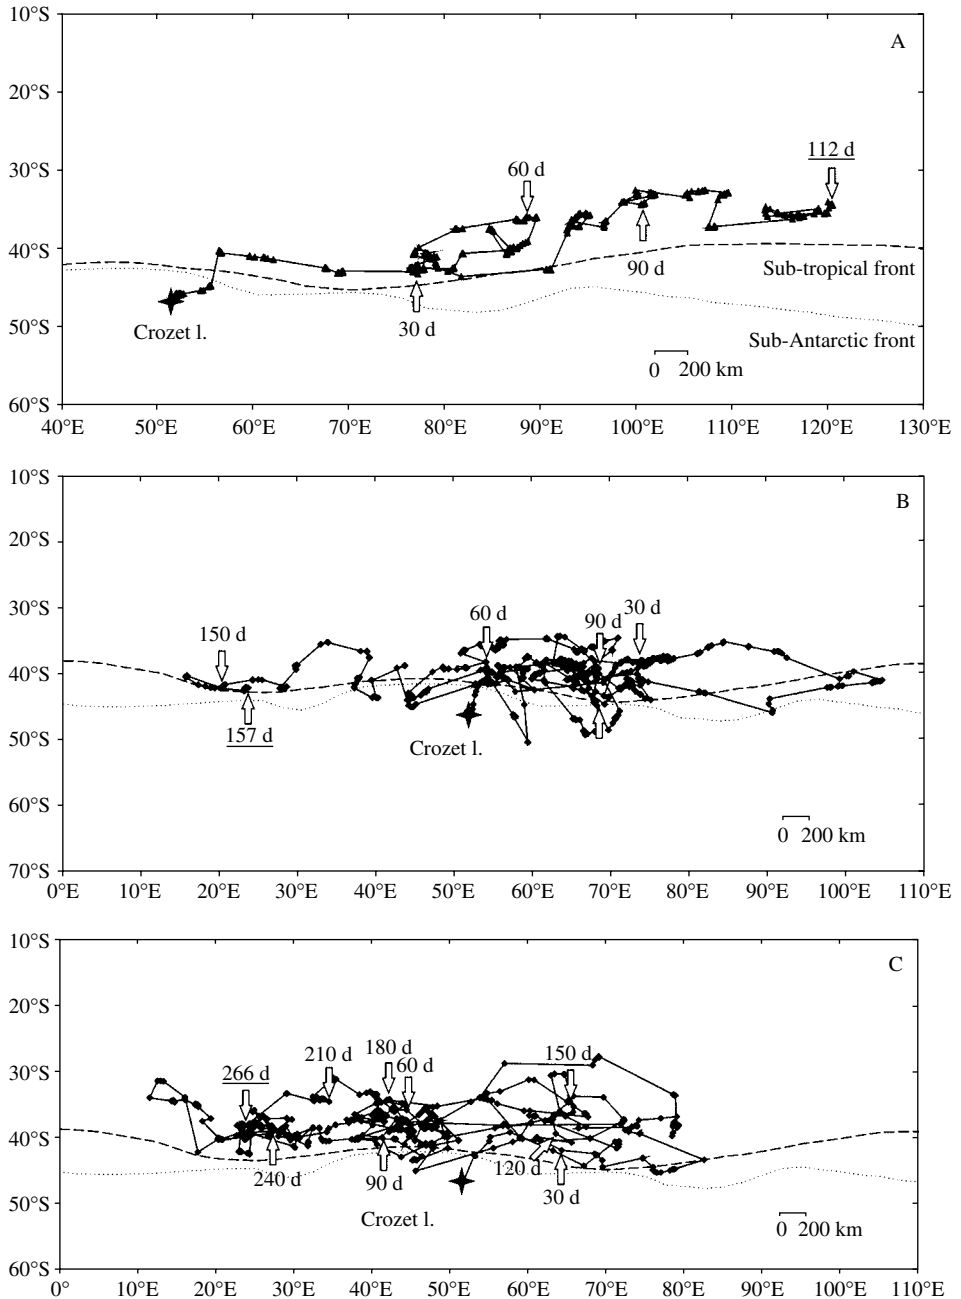 10°S
A
20°S
30°S
60 d
112 d
40°S
90 d
Sub-tropical front
30 d
Crozet l.
50°S
Sub-Antarctic front
0 200 km
60°S
40°E 50°E 60°E 70°E 80°E 90°E 100°E 110°E 120°E 130°E
10°S
B
20°S
30°S
60 d
90 d
30 d
150 d
40°S
157 d
Crozet l.
50°S
60°S
0 200 km
70°S
0°E 10°E 20°E 30°E 40°E 50°E 60°E 70°E 80°E 90°E 100°E 110°E
10°S
C
20°S
30°S
266 d
210 d
180 d
60 d
150 d
40°S
240 d
90 d
120 d
30 d
50°S
Crozet l.
0 200 km
60°S
0° 10°E 20°E 30°E 40°E 50°E 60°E 70°E 80°E 90°E 100°E 110°E